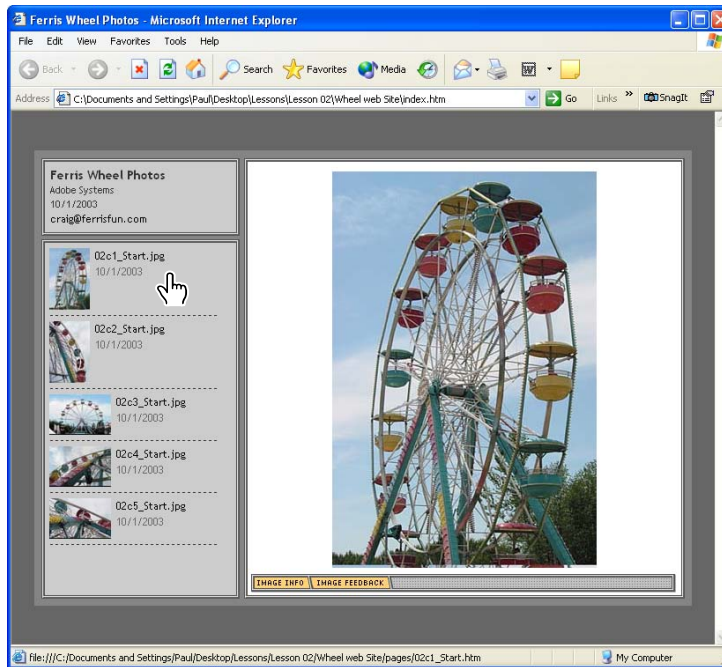 Ferris Wheel Photos - Microsoft Internet Explorer
File Edit View Favorites Tools Help
Back Search Favorites Media
Address C:\Documents and Settings\Paul\Desktop\Lessons\Lesson 02\Wheel web Site\index.htm Go Links » SnagIt
Ferris Wheel Photos
Adobe Systems
10/1/2003
craig@ferrisfun.com
02c1_Start.jpg
10/1/2003
02c2_Start.jpg
10/1/2003
02c3_Start.jpg
10/1/2003
02c4_Start.jpg
10/1/2003
02c5_Start.jpg
10/1/2003
IMAGE INFO IMAGE FEEDBACK
file:///C:/Documents and Settings/Paul/Desktop/Lessons/Lesson 02/Wheel web Site/pages/02c1_Start.htm My Computer